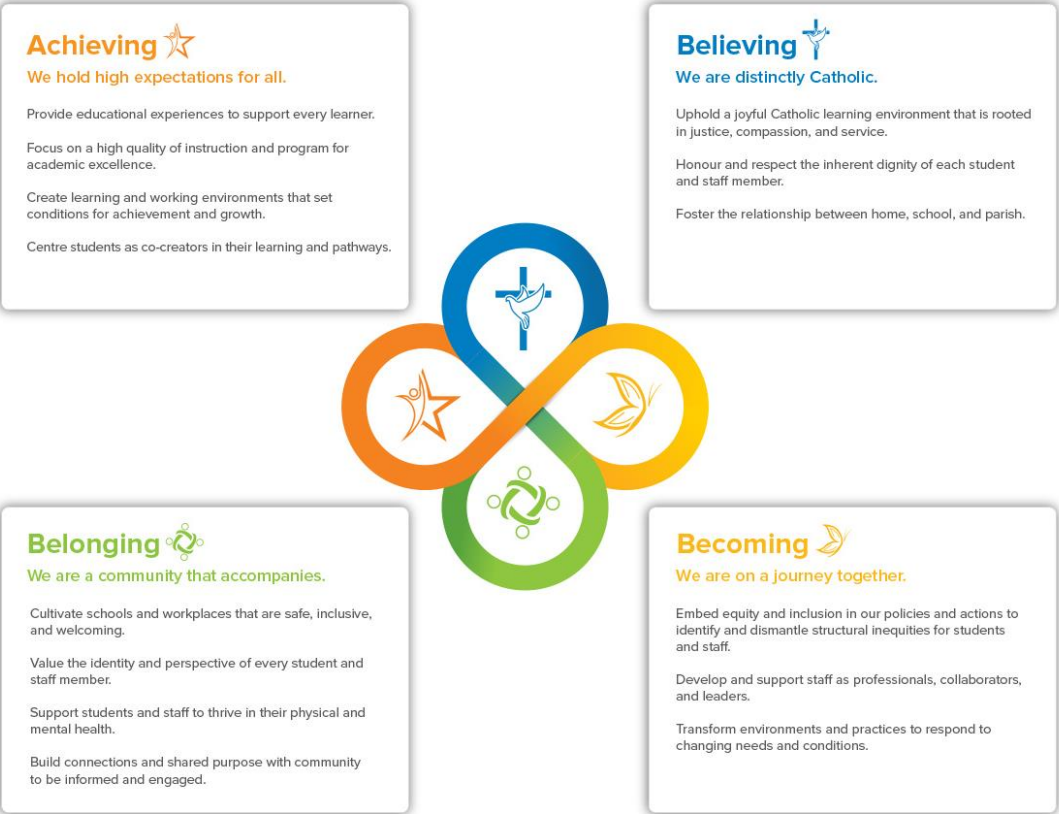 Achieving
We hold high expectations for all.
Provide educational experiences to support every learner.
Focus on a high quality of instruction and program for
academic excellence.
Create learning and working environments that set
conditions for achievement and growth.
Centre students as co-creators in their learning and pathways.
Believing
We are distinctly Catholic.
Uphold a joyful Catholic learning environment that is rooted
in justice, compassion, and service.
Honour and respect the inherent dignity of each student
and staff member.
Foster the relationship between home, school, and parish.
Belonging
We are a community that accompanies.
Cultivate schools and workplaces that are safe, inclusive,
and welcoming.
Value the identity and perspective of every student and
staff member.
Support students and staff to thrive in their physical and
mental health.
Build connections and shared purpose with community
to be informed and engaged.
Becoming
We are on a journey together.
Embed equity and inclusion in our policies and actions to
identify and dismantle structural inequities for students
and staff.
Develop and support staff as professionals, collaborators,
and leaders.
Transform environments and practices to respond to
changing needs and conditions.